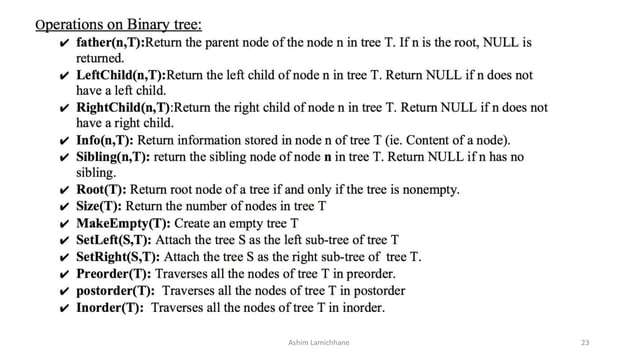 Operations on Binary tree:
✔ father(n,T):Return the parent node of the node n in tree T. If n is the root, NULL is
returned.
✔ LeftChild(n,T):Return the left child of node n in tree T. Return NULL if n does not
have a left child.
✔ RightChild(n,T):Return the right child of node n in tree T. Return NULL if n does not
have a right child.
✔ Info(n,T): Return information stored in node n of tree T (ie. Content of a node).
✔ Sibling(n,T): return the sibling node of node n in tree T. Return NULL if n has no
sibling.
✔ Root(T): Return root node of a tree if and only if the tree is nonempty.
✔ Size(T): Return the number of nodes in tree T
✔ MakeEmpty(T): Create an empty tree T
✔ SetLeft(S,T): Attach the tree S as the left sub-tree of tree T
✔ SetRight(S,T): Attach the tree S as the right sub-tree of tree T.
✔ Preorder(T): Traverses all the nodes of tree T in preorder.
✔ postorder(T): Traverses all the nodes of tree T in postorder
✔ Inorder(T): Traverses all the nodes of tree T in inorder.
Ashim Lamichhane
23